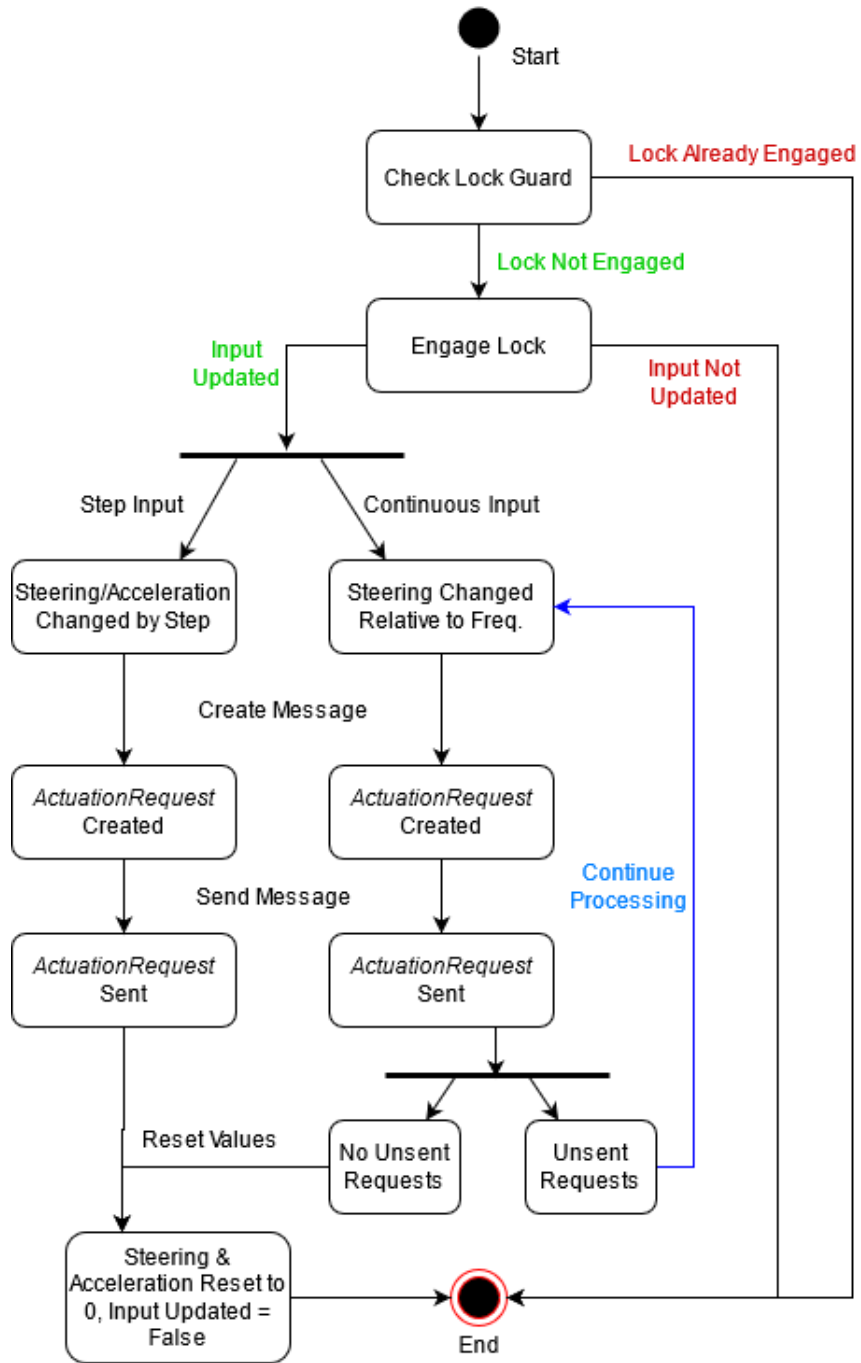 Start
Check Lock Guard
Lock Already Engaged
Lock Not Engaged
Engage Lock
Input
Updated
Input Not
Updated
Step Input
Continuous Input
Steering/Acceleration
Changed by Step
Steering Changed
Relative to Freq.
Create Message
ActuationRequest
Created
ActuationRequest
Created
Continue
Processing
Send Message
ActuationRequest
Sent
ActuationRequest
Sent
Reset Values
No Unsent
Requests
Unsent
Requests
Steering &
Acceleration Reset to
0, Input Updated =
False
End